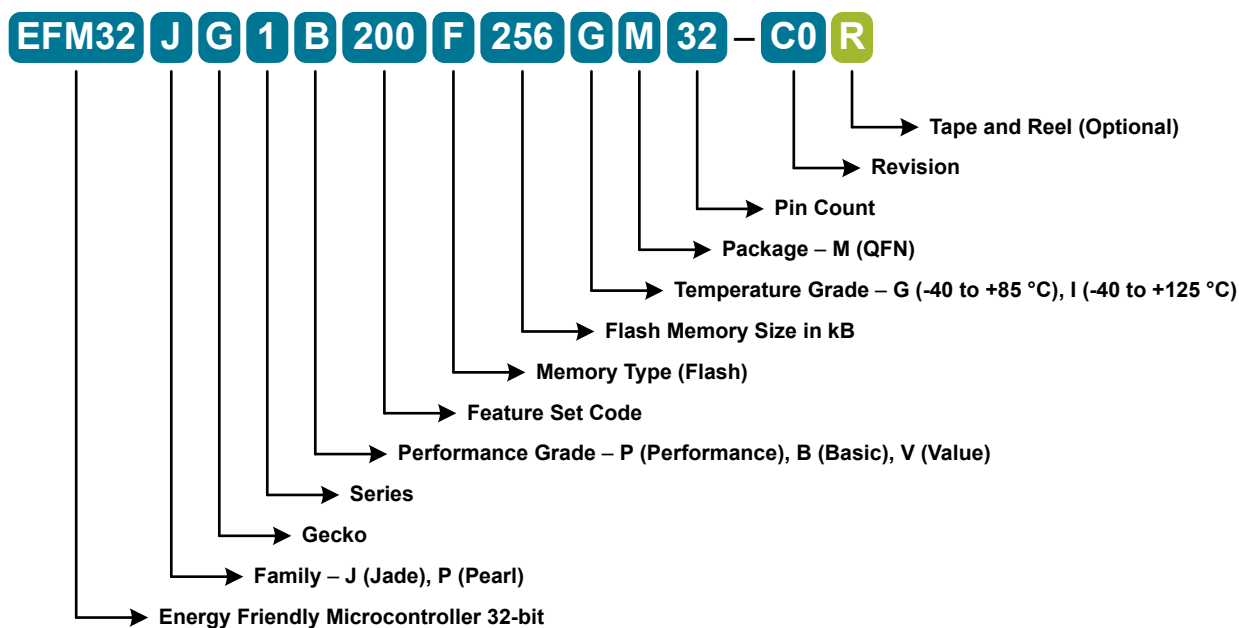 EFM32 J G 1 B 200 F 256 G M 32 – C0 R
Tape and Reel (Optional)
Revision
Pin Count
Package – M (QFN)
Temperature Grade – G (-40 to +85 °C), I (-40 to +125 °C)
Flash Memory Size in kB
Memory Type (Flash)
Feature Set Code
Performance Grade – P (Performance), B (Basic), V (Value)
Series
Gecko
Family – J (Jade), P (Pearl)
Energy Friendly Microcontroller 32-bit